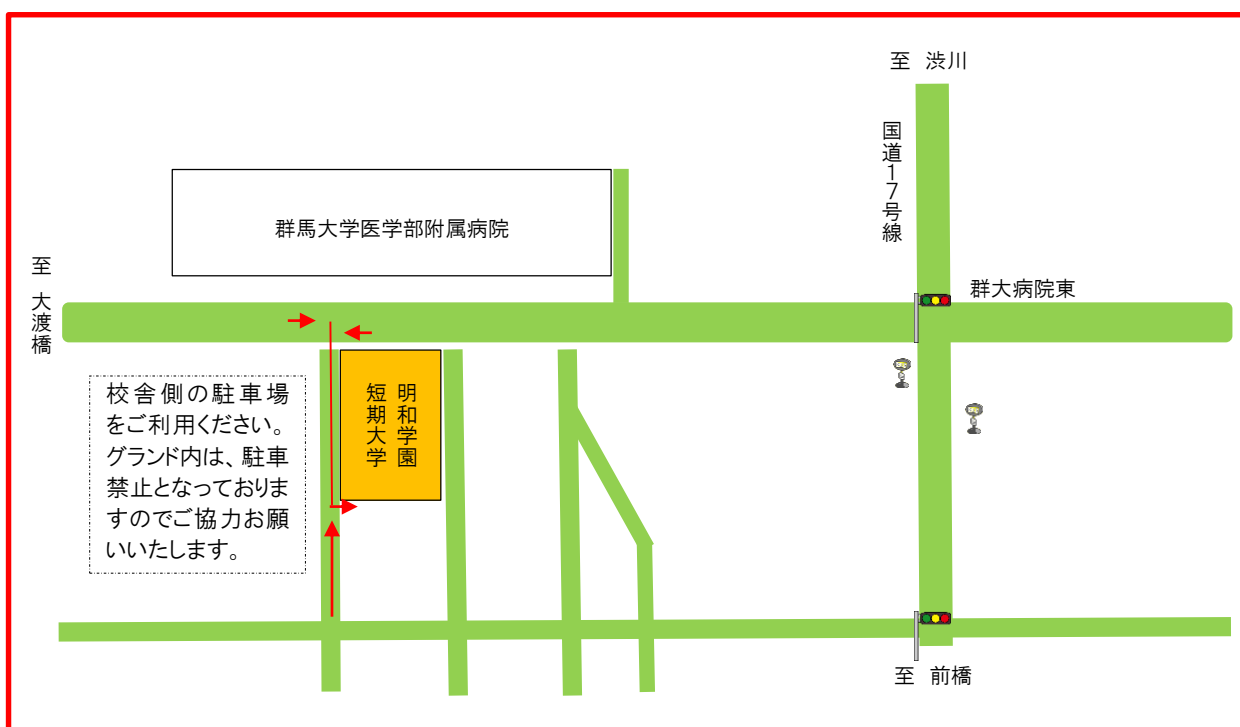 至 渋川
国道17号線
群馬大学医学部附属病院
至 大渡橋
群大病院東
明和学園
短期大学
校舎側の駐車場
をご利用ください。
グランド内は、駐車
禁止となっておりま
すのでご協力お願
いいたします。
至 前橋